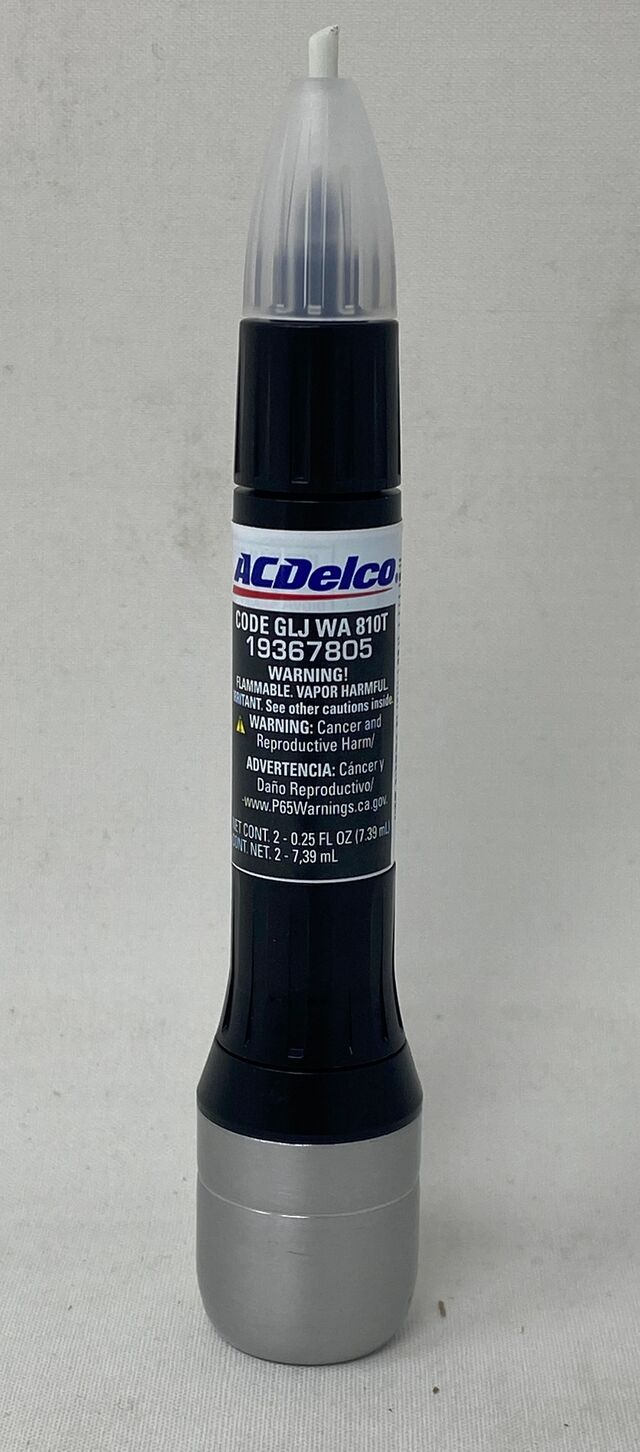 ACDelco
CODE GLJ WA 810T
19367805
WARNING!
FLAMMABLE. VAPOR HARMFUL.
IRRITANT. See other cautions inside.
WARNING: Cancer and
Reproductive Harm/
ADVERTENCIA: Cáncer y
Daño Reproductivo/
-www.P65Warnings.ca.gov.
NET CONT. 2 - 0.25 FL OZ (7.39 mL)
CONT. NET. 2 - 7,39 mL